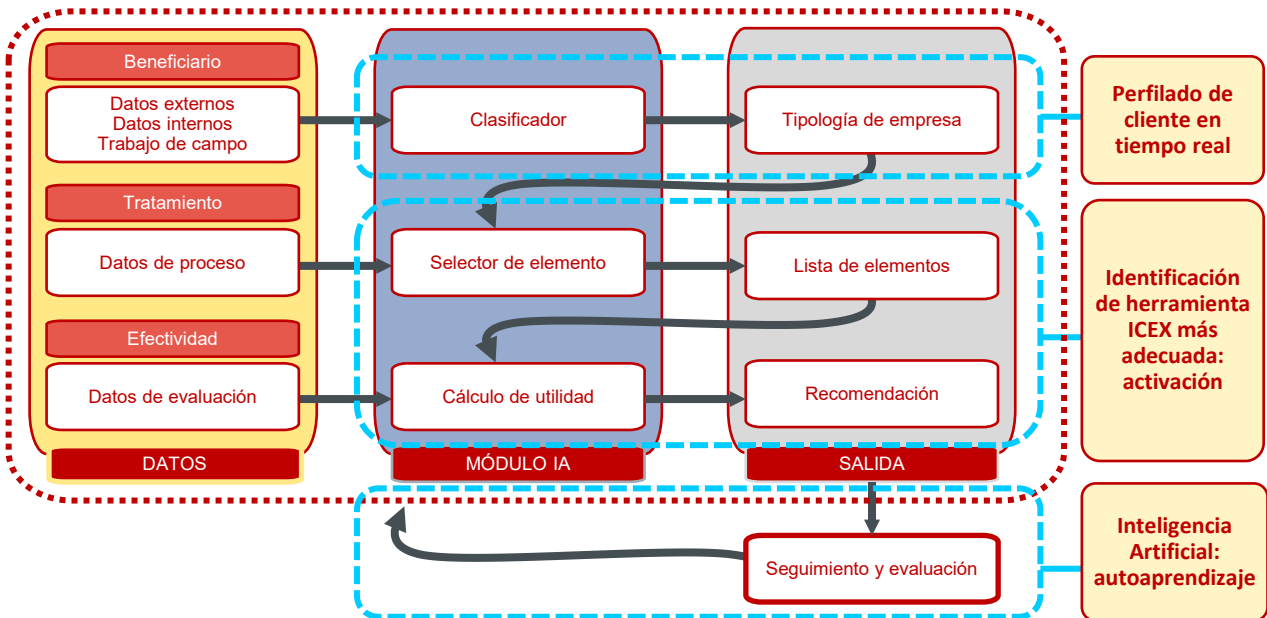 Beneficiario
Datos externos
Datos internos
Trabajo de campo
Clasificador
Tipología de empresa
Perfilado de
cliente en
tiempo real
Tratamiento
Datos de proceso
Selector de elemento
Lista de elementos
Identificación
de herramienta
ICEX más
adecuada:
activación
Efectividad
Datos de evaluación
Cálculo de utilidad
Recomendación
DATOS
MÓDULO IA
SALIDA
Seguimiento y evaluación
Inteligencia
Artificial:
autoaprendizaje